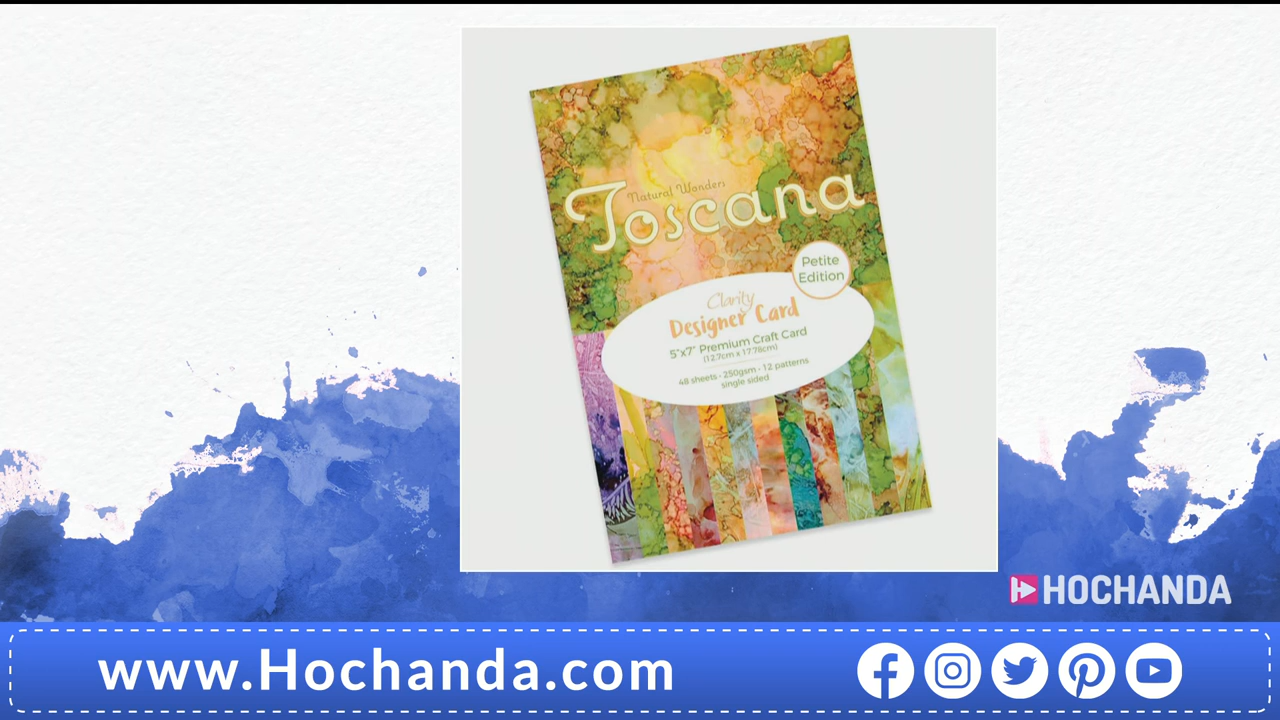 Natural Wonders
Toscana
Petite
Edition
Clarity
Designer Card
5"x7" Premium Craft Card
(12.7cm x 17.78cm)
48 sheets - 250gsm - 12 patterns
single sided
HOCHANDA
www.Hochanda.com